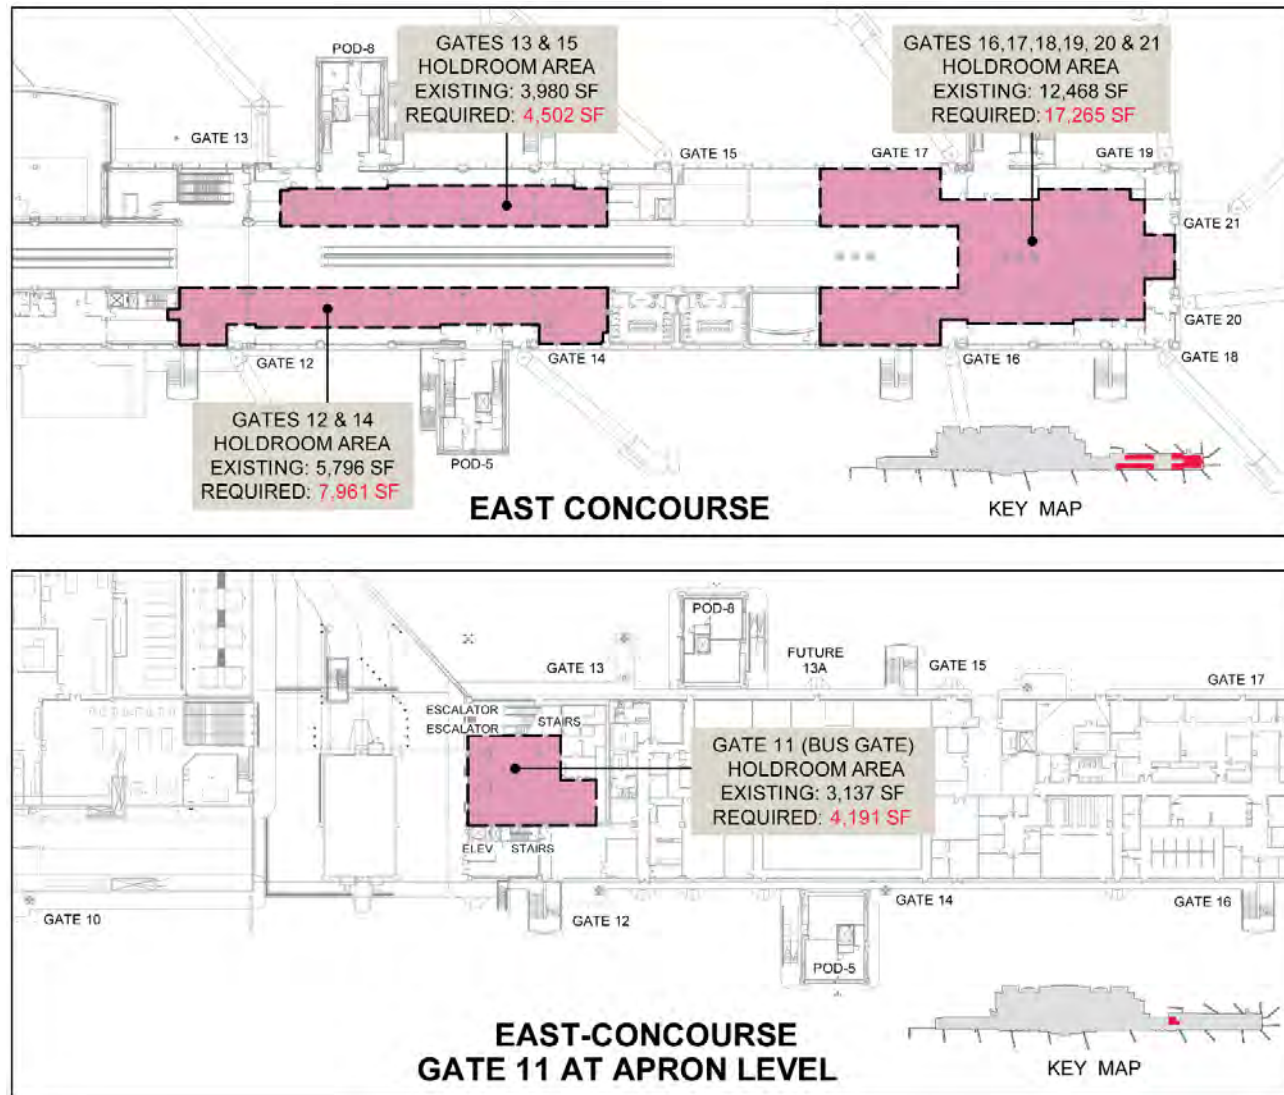 POD-8
GATES 13 & 15
HOLDROOM AREA
EXISTING: 3,980 SF
REQUIRED: 4,502 SF
GATES 16,17,18,19, 20 & 21
HOLDROOM AREA
EXISTING: 12,468 SF
REQUIRED: 17,265 SF
GATE 13
GATE 15
GATE 17
GATE 19
GATE 21
GATE 20
GATE 12
GATE 14
GATE 16
GATE 18
GATES 12 & 14
HOLDROOM AREA
EXISTING: 5,796 SF
REQUIRED: 7,961 SF
POD-5
EAST CONCOURSE
KEY MAP
POD-8
GATE 13
FUTURE
13A
GATE 15
GATE 17
ESCALATOR
ESCALATOR
STAIRS
GATE 11 (BUS GATE)
HOLDROOM AREA
EXISTING: 3,137 SF
REQUIRED: 4,191 SF
ELEV
STAIRS
GATE 10
GATE 12
GATE 14
GATE 16
POD-5
EAST-CONCOURSE
GATE 11 AT APRON LEVEL
KEY MAP